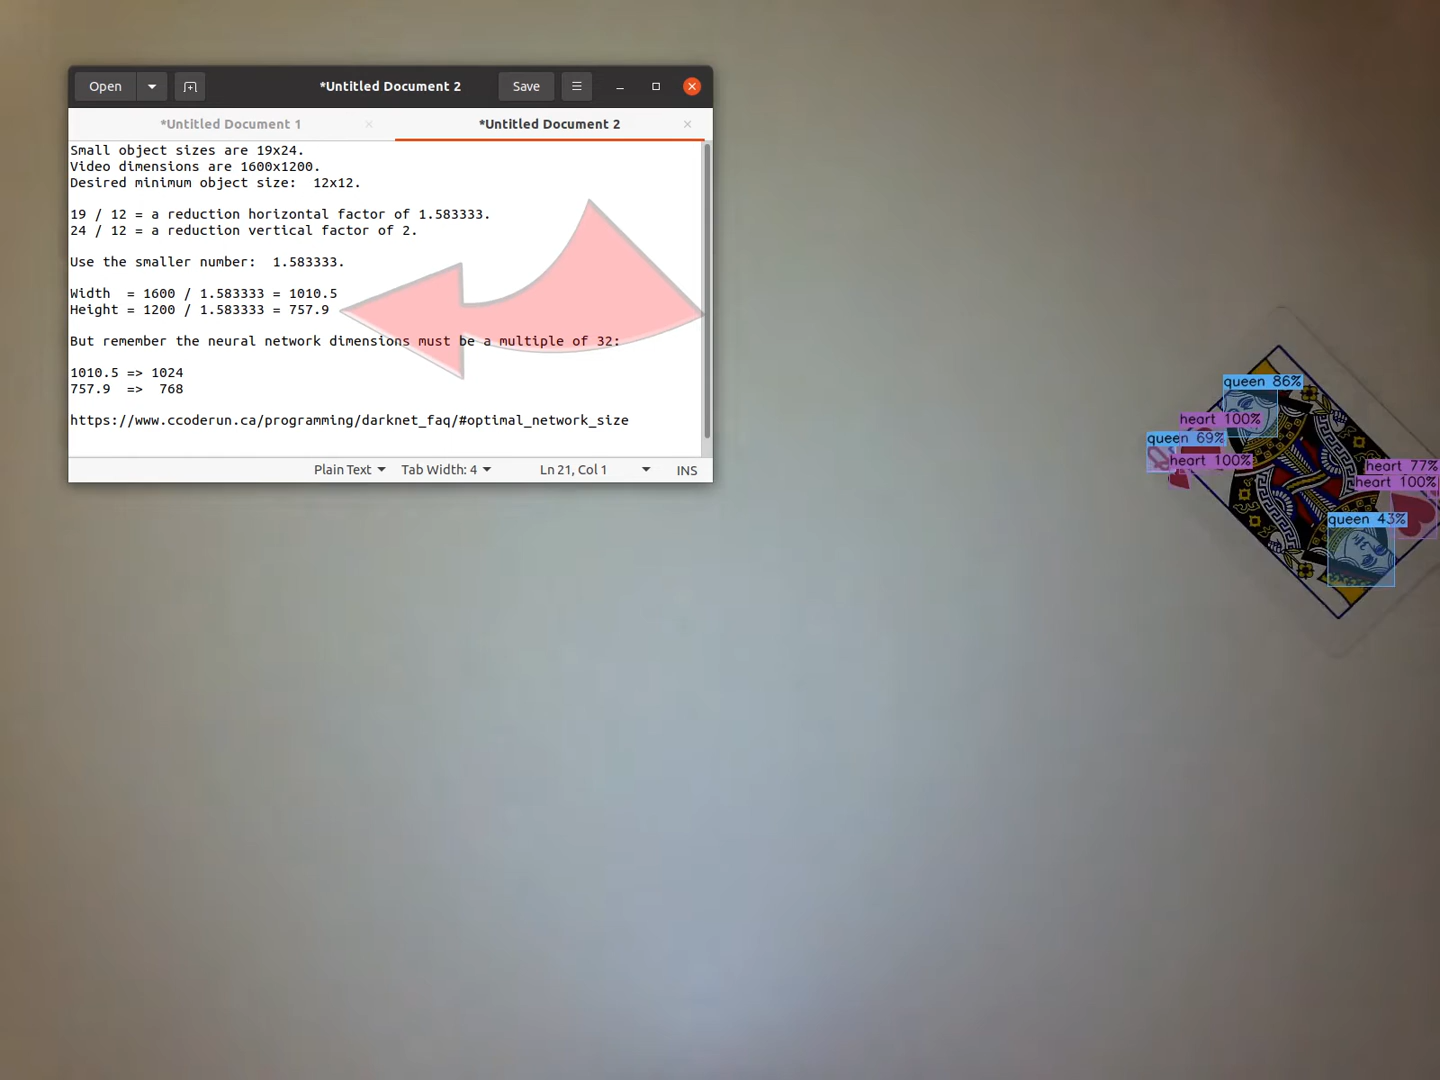 Open
*Untitled Document 2
Save
*Untitled Document 1
*Untitled Document 2
Small object sizes are 19x24.
Video dimensions are 1600x1200.
Desired minimum object size:  12x12.
19 / 12 = a reduction horizontal factor of 1.583333.
24 / 12 = a reduction vertical factor of 2.
Use the smaller number:  1.583333.
Width  = 1600 / 1.583333 = 1010.5
Height = 1200 / 1.583333 = 757.9
But remember the neural network dimensions must be a multiple of 32:
1010.5 => 1024
757.9  =>  768
https://www.ccoderun.ca/programming/darknet_faq/#optimal_network_size
Plain Text
Tab Width: 4
Ln 21, Col 1
INS
queen 86%
heart 100%
queen 69%
heart 100%
heart 77%
heart 100%
queen 43%
Q